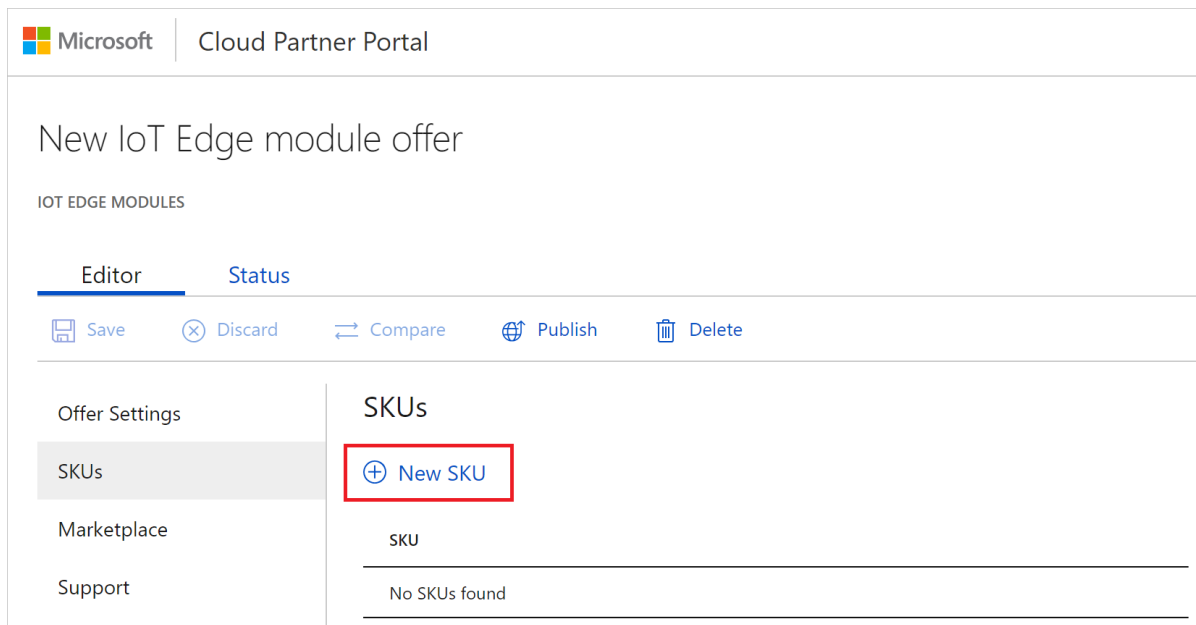 Microsoft Cloud Partner Portal
New IoT Edge module offer
IOT EDGE MODULES
Editor Status
Save Discard Compare Publish Delete
Offer Settings
SKUs
Marketplace
Support
SKUs
New SKU
SKU
No SKUs found